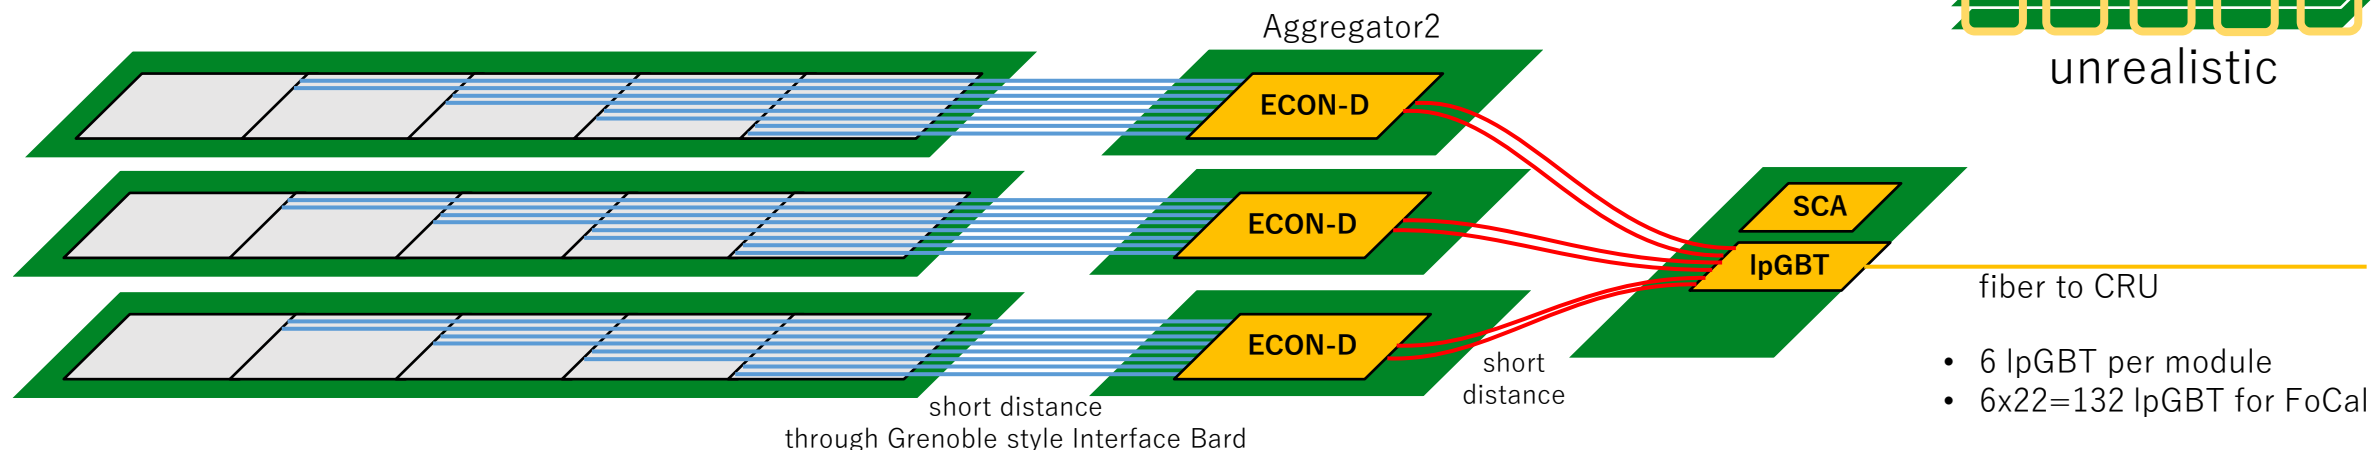 Aggregator2
unrealistic
ECON-D
SCA
ECON-D
lpGBT
fiber to CRU
ECON-D
short
distance
• 6 lpGBT per module
• 6x22=132 lpGBT for FoCal
short distance
through Grenoble style Interface Bard